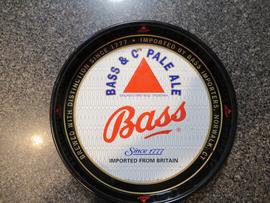 BREWED WITH DISTINCTION SINCE 1777 • IMPORTED BY BASS IMPORTERS, NORWALK, CT
BASS & Cº PALE ALE
Bass
Since 1777
IMPORTED FROM BRITAIN